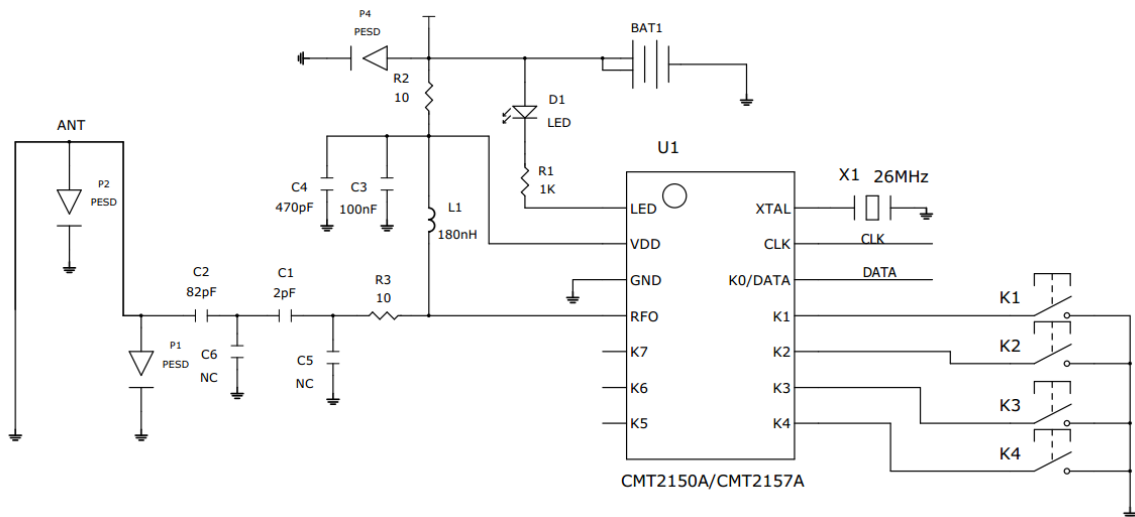 P4
PESD
BAT1
R2
10
D1
LED
ANT
U1
P2
PESD
C4
470pF
C3
100nF
R1
1K
X1 26MHz
L1
180nH
LED
XTAL
VDD
CLK
CLK
C2
82pF
C1
2pF
R3
10
GND
K0/DATA
DATA
RFO
K1
K1
P1
PESD
C6
NC
C5
NC
K7
K2
K2
K6
K3
K3
K5
K4
K4
CMT2150A/CMT2157A